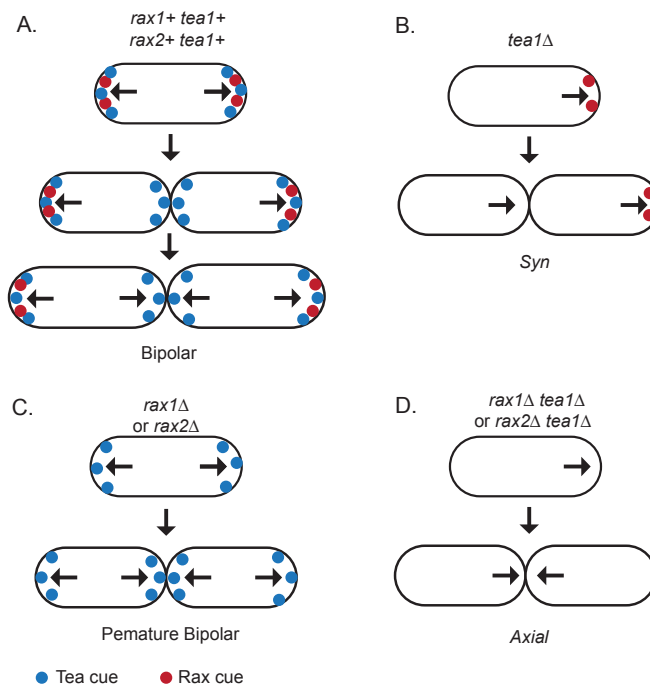 A.
rax1+ tea1+
rax2+ tea1+
Bipolar
B.
tea1Δ
Syn
C.
rax1Δ
or rax2Δ
Pemature Bipolar
D.
rax1Δ tea1Δ
or rax2Δ tea1Δ
Axial
Tea cue
Rax cue